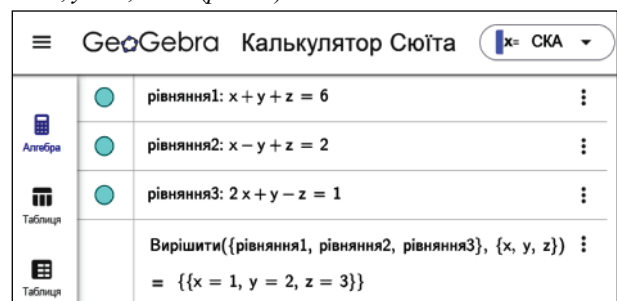 GeoGebra Калькулятор Сюїта x= СКА
рівняння1: x + y + z = 6
Алгебра
рівняння2: x − y + z = 2
рівняння3: 2 x + y − z = 1
Таблиця
Вирішити({рівняння1, рівняння2, рівняння3}, {x, y, z})
= {{x = 1, y = 2, z = 3}}
Таблиця